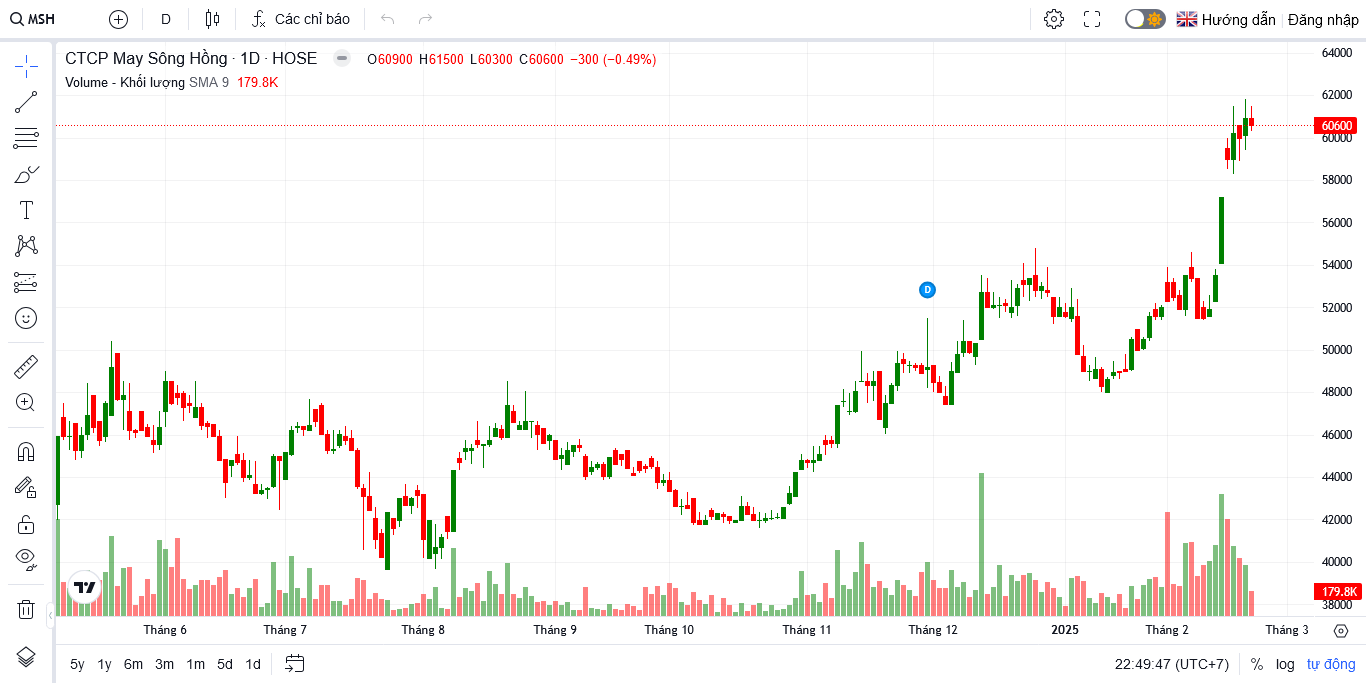 MSH D Các chỉ báo Hướng dẫn Đăng nhập
CTCP May Sông Hồng · 1D · HOSE O60900 H61500 L60300 C60600 −300 (−0.49%)
Volume - Khối lượng SMA 9 179.8K
64000
62000
60600
60000
58000
56000
54000
D
52000
50000
48000
46000
44000
42000
40000
179.8K
38000
Tháng 6 Tháng 7 Tháng 8 Tháng 9 Tháng 10 Tháng 11 Tháng 12 2025 Tháng 2 Tháng 3
5y 1y 6m 3m 1m 5d 1d 22:49:47 (UTC+7) % log tự động